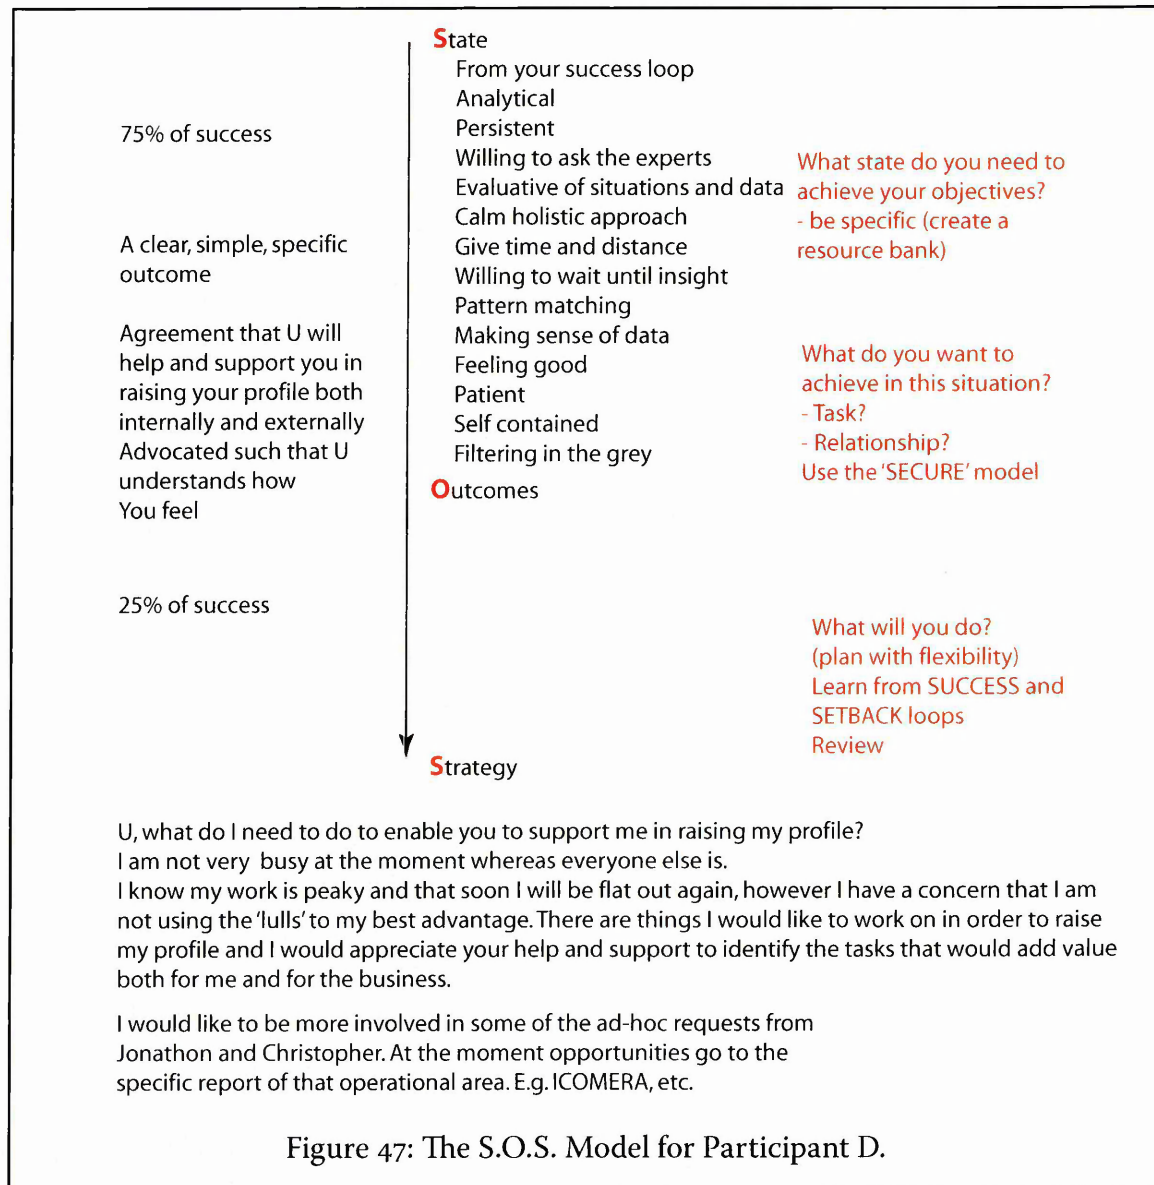 State
From your success loop
Analytical
Persistent
Willing to ask the experts
Evaluative of situations and data
Calm holistic approach
Give time and distance
Willing to wait until insight
Pattern matching
Making sense of data
Feeling good
Patient
Self contained
Filtering in the grey
Outcomes
Strategy
75% of success
A clear, simple, specific
outcome
Agreement that U will
help and support you in
raising your profile both
internally and externally
Advocated such that U
understands how
You feel
25% of success
What state do you need to
achieve your objectives?
- be specific (create a
resource bank)
What do you want to
achieve in this situation?
- Task?
- Relationship?
Use the 'SECURE' model
What will you do?
(plan with flexibility)
Learn from SUCCESS and
SETBACK loops
Review
U, what do I need to do to enable you to support me in raising my profile?
I am not very busy at the moment whereas everyone else is.
I know my work is peaky and that soon I will be flat out again, however I have a concern that I am
not using the 'lulls' to my best advantage. There are things I would like to work on in order to raise
my profile and I would appreciate your help and support to identify the tasks that would add value
both for me and for the business.
I would like to be more involved in some of the ad-hoc requests from
Jonathon and Christopher. At the moment opportunities go to the
specific report of that operational area. E.g. ICOMERA, etc.
Figure 47: The S.O.S. Model for Participant D.